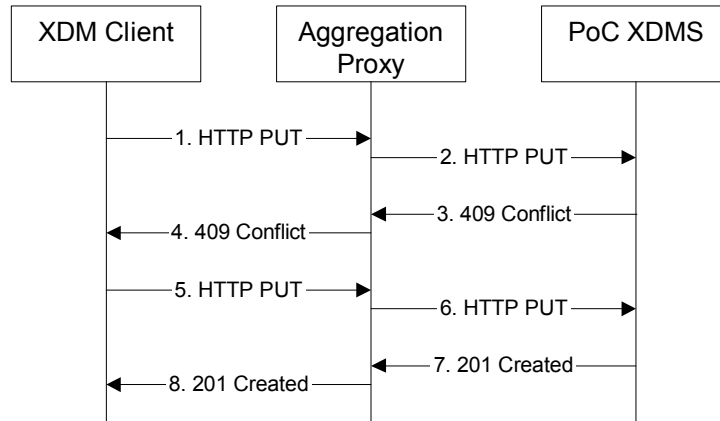 XDM Client
Aggregation
Proxy
PoC XDMS
1. HTTP PUT
2. HTTP PUT
3. 409 Conflict
4. 409 Conflict
5. HTTP PUT
6. HTTP PUT
7. 201 Created
8. 201 Created